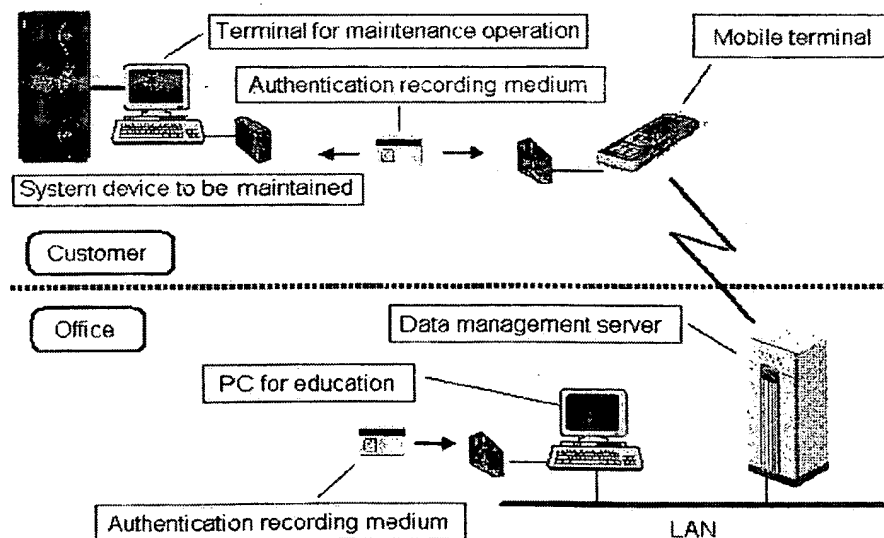 Terminal for maintenance operation
Mobile terminal
Authentication recording medium
System device to be maintained
Customer
Office
Data management server
PC for education
Authentication recording medium
LAN